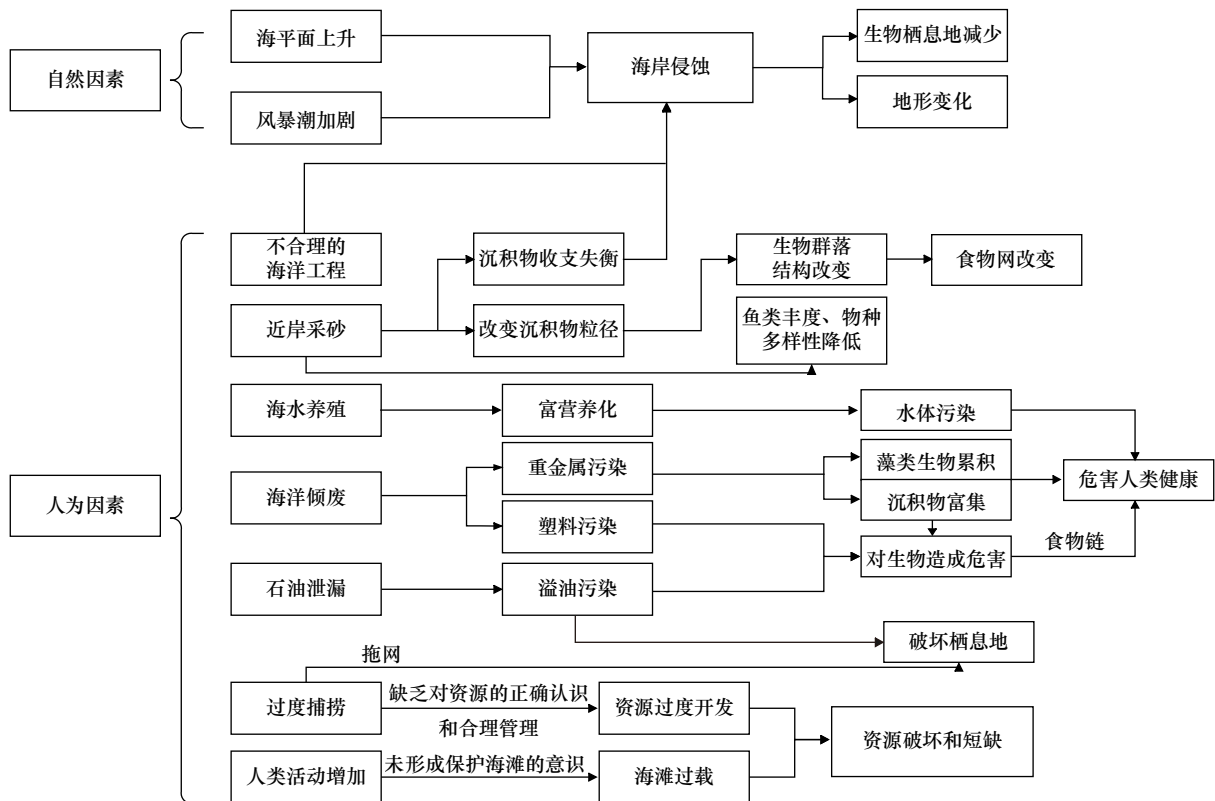 自然因素
海平面上升
风暴潮加剧
海岸侵蚀
生物栖息地减少
地形变化
人为因素
不合理的
海洋工程
近岸采砂
沉积物收支失衡
改变沉积物粒径
生物群落
结构改变
食物网改变
鱼类丰度、物种
多样性降低
海水养殖
富营养化
水体污染
海洋倾废
重金属污染
塑料污染
藻类生物累积
沉积物富集
危害人类健康
石油泄漏
溢油污染
对生物造成危害
食物链
破坏栖息地
拖网
过度捕捞
缺乏对资源的正确认识
和合理管理
资源过度开发
人类活动增加
未形成保护海滩的意识
海滩过载
资源破坏和短缺